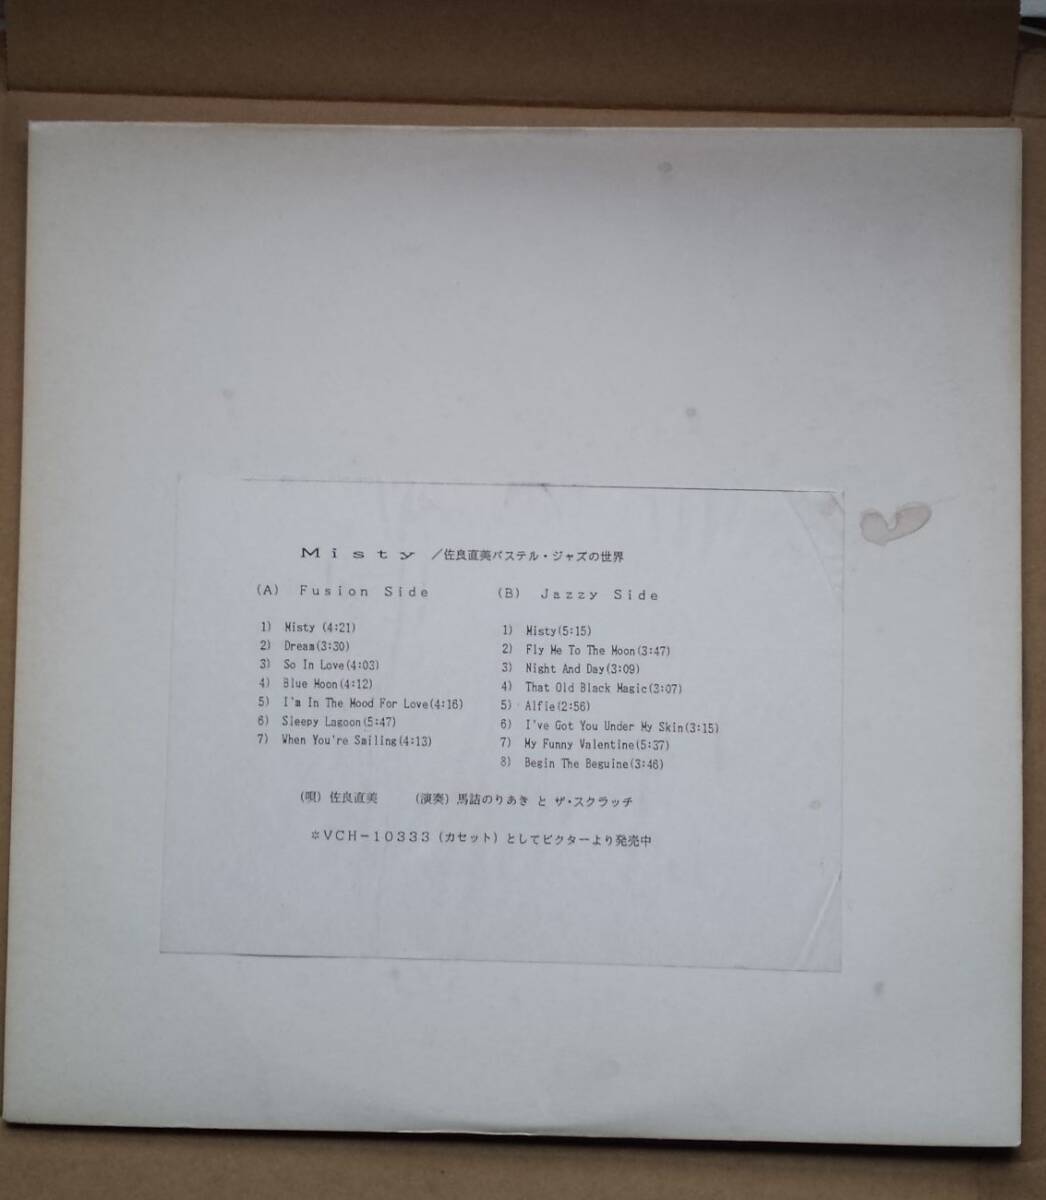 Misty /佐良直美パステル・ジャズの世界
(A) Fusion Side
1) Misty (4:21)
2) Dream(3:30)
3) So In Love(4:03)
4) Blue Moon(4:12)
5) I'm In The Mood For Love(4:16)
6) Sleepy Lagoon(5:47)
7) When You're Smiling(4:13)
(B) Jazzy Side
1) Misty(5:15)
2) Fly Me To The Moon(3:47)
3) Night And Day(3:09)
4) That Old Black Magic(3:07)
5) Alfie(2:56)
6) I've Got You Under My Skin(3:15)
7) My Funny Valentine(5:37)
8) Begin The Beguine(3:46)
(唄) 佐良直美 (演奏) 馬詰のりあき と ザ・スクラッチ
※VCH-10333 (カセット) としてビクターより発売中